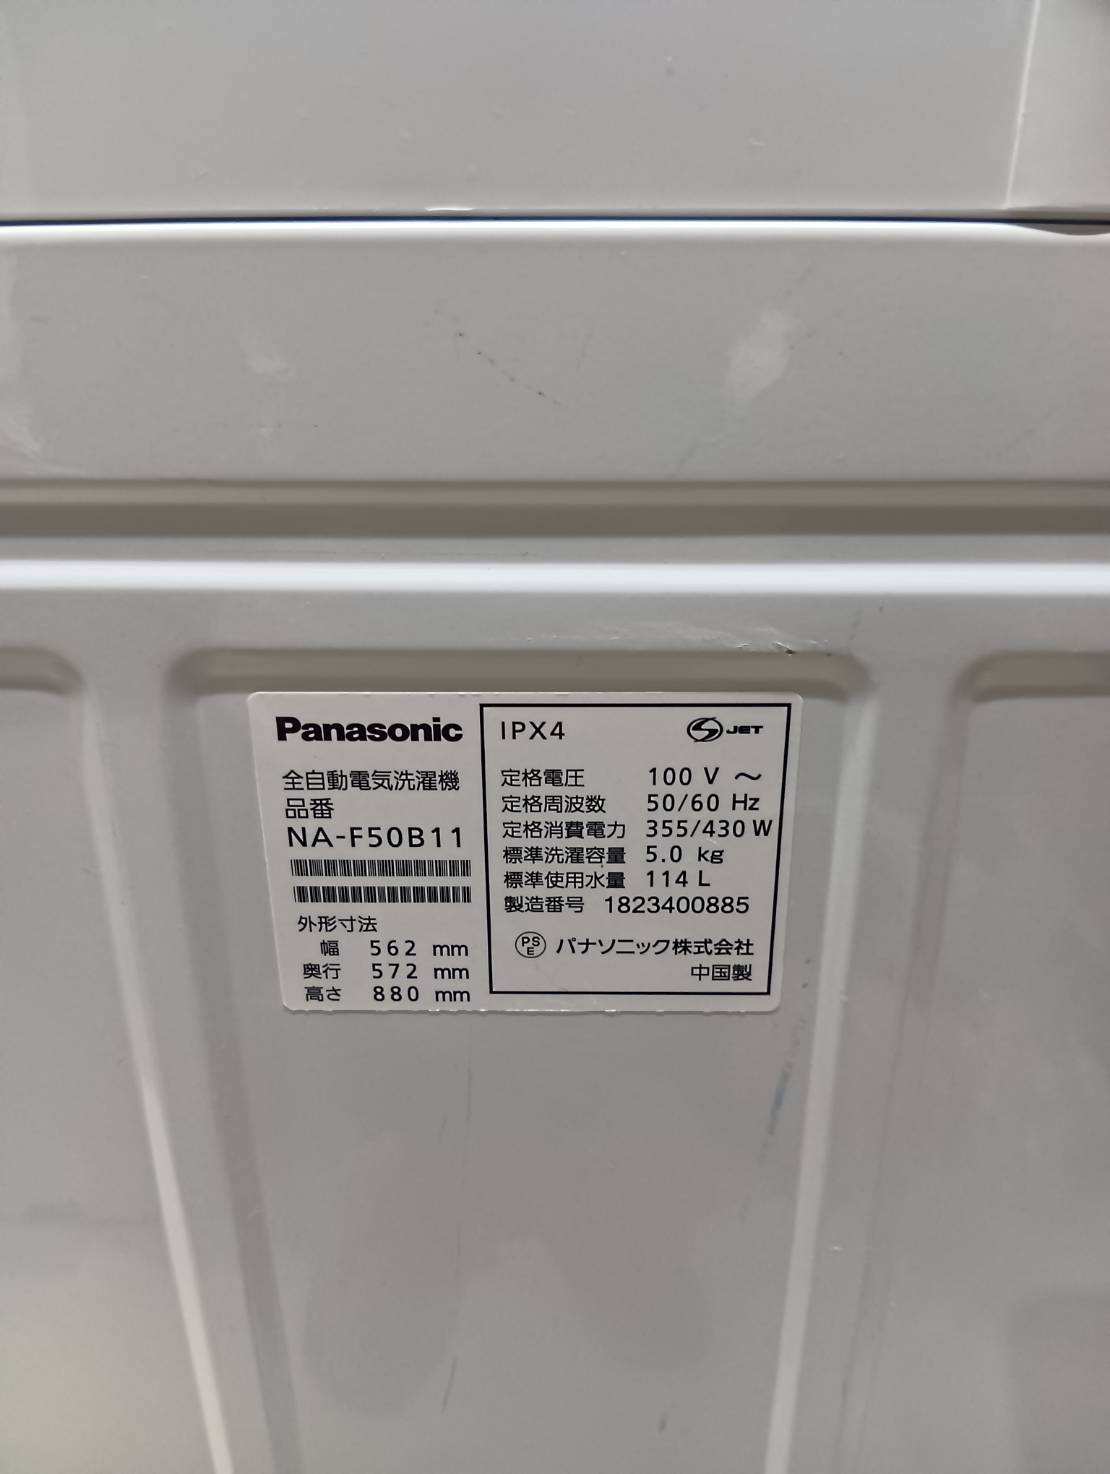 Panasonic
全自動電気洗濯機
品番
NA-F50B11
外形寸法
幅 562 mm
奥行 572 mm
高さ 880 mm
IPX4
S JET
定格電圧 100 V ～
定格周波数 50/60 Hz
定格消費電力 355/430 W
標準洗濯容量 5.0 kg
標準使用水量 114 L
製造番号 1823400885
PSE パナソニック株式会社
中国製